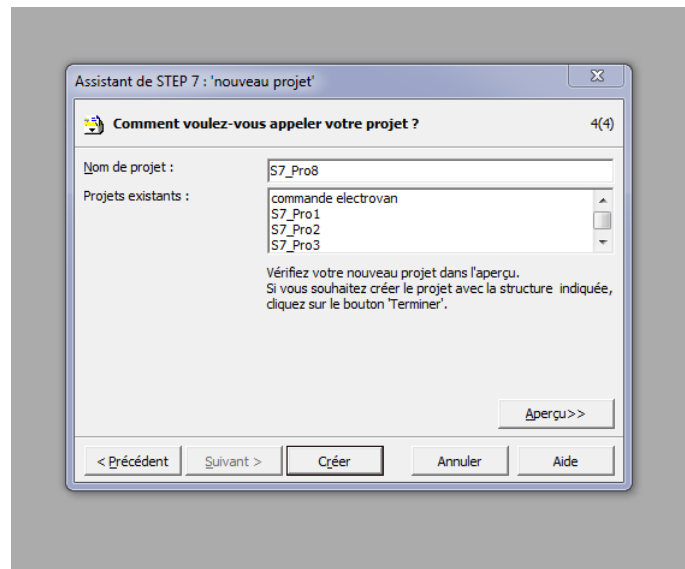 Assistant de STEP 7 : 'nouveau projet'
Comment voulez-vous appeler votre projet ? 4(4)
Nom de projet : S7_Pro8
Projets existants : commande electrovan
S7_Pro1
S7_Pro2
S7_Pro3
Vérifiez votre nouveau projet dans l'aperçu.
Si vous souhaitez créer le projet avec la structure indiquée,
cliquez sur le bouton 'Terminer'.
Aperçu>>
< Précédent Suivant > Créer Annuler Aide